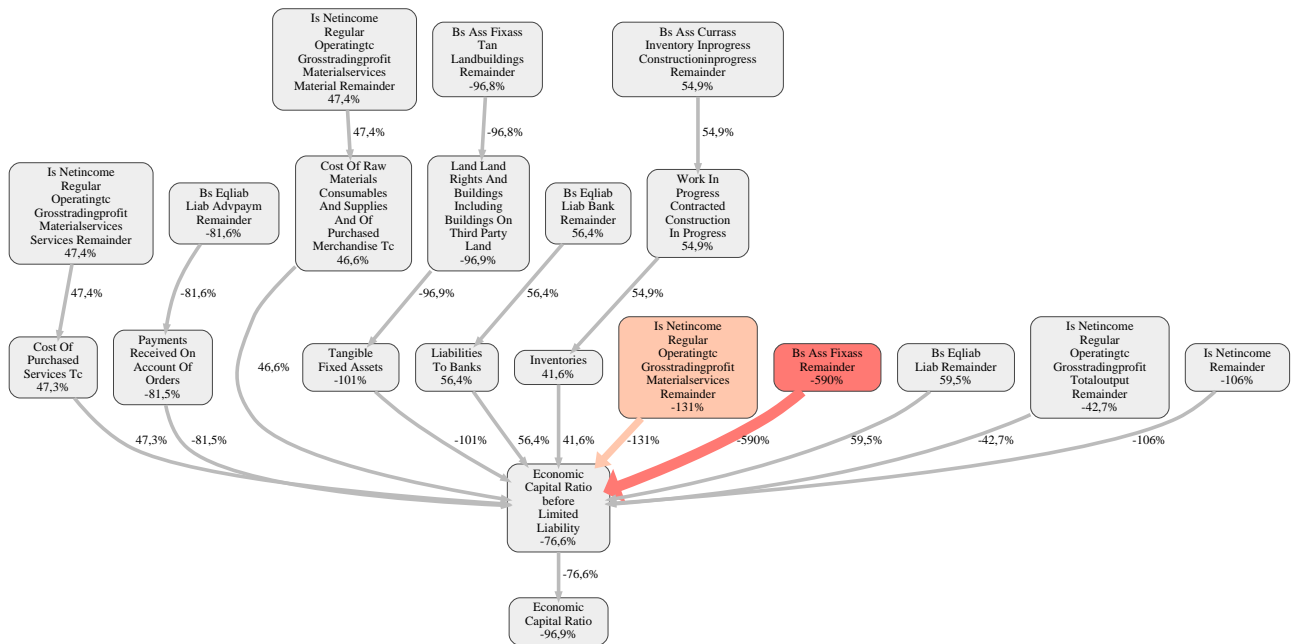 Is Netincome
Regular
Operatingtc
Grosstradingprofit
Materialservices
Material Remainder
47,4%
Bs Ass Fixass
Tan
Landbuildings
Remainder
-96,8%
Bs Ass Currass
Inventory Inprogress
Constructioninprogress
Remainder
54,9%
47,4%
-96,8%
54,9%
Is Netincome
Regular
Operatingtc
Grosstradingprofit
Materialservices
Services Remainder
47,4%
Bs Eqliab
Liab Advpaym
Remainder
-81,6%
Cost Of Raw
Materials
Consumables
And Supplies
And Of
Purchased
Merchandise Tc
46,6%
Land Land
Rights And
Buildings
Including
Buildings On
Third Party
Land
-96,9%
Bs Eqliab
Liab Bank
Remainder
56,4%
Work In
Progress
Contracted
Construction
In Progress
54,9%
47,4%
-81,6%
-96,9%
56,4%
54,9%
Cost Of
Purchased
Services Tc
47,3%
Payments
Received On
Account Of
Orders
-81,5%
46,6%
Tangible
Fixed Assets
-101%
Liabilities
To Banks
56,4%
Inventories
41,6%
Is Netincome
Regular
Operatingtc
Grosstradingprofit
Materialservices
Remainder
-131%
Bs Ass Fixass
Remainder
-590%
Bs Eqliab
Liab Remainder
59,5%
Is Netincome
Regular
Operatingtc
Grosstradingprofit
Totaloutput
Remainder
-42,7%
Is Netincome
Remainder
-106%
47,3%
-81,5%
-101%
56,4%
41,6%
-131%
-590%
59,5%
-42,7%
-106%
Economic
Capital Ratio
before
Limited
Liability
-76,6%
-76,6%
Economic
Capital Ratio
-96,9%